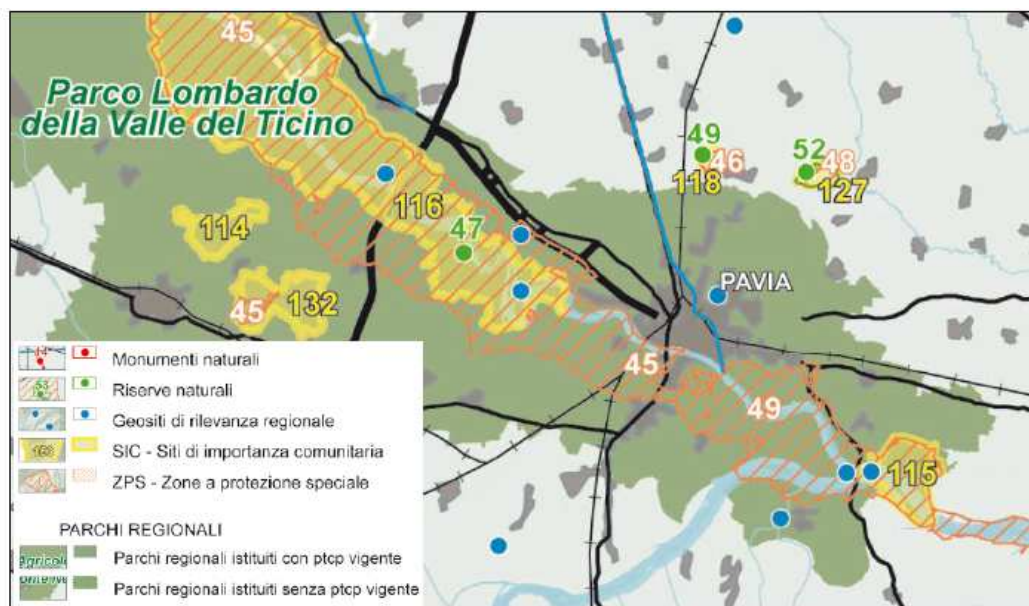 45
Parco Lombardo
della Valle del Ticino
49
46
118
52
48
127
116
47
114
PAVIA
45
132
45
49
115
Monumenti naturali
53
Riserve naturali
Geositi di rilevanza regionale
SIC - Siti di importanza comunitaria
ZPS - Zone a protezione speciale
PARCHI REGIONALI
Parchi regionali istituiti con ptcp vigente
Parchi regionali istituiti senza ptcp vigente